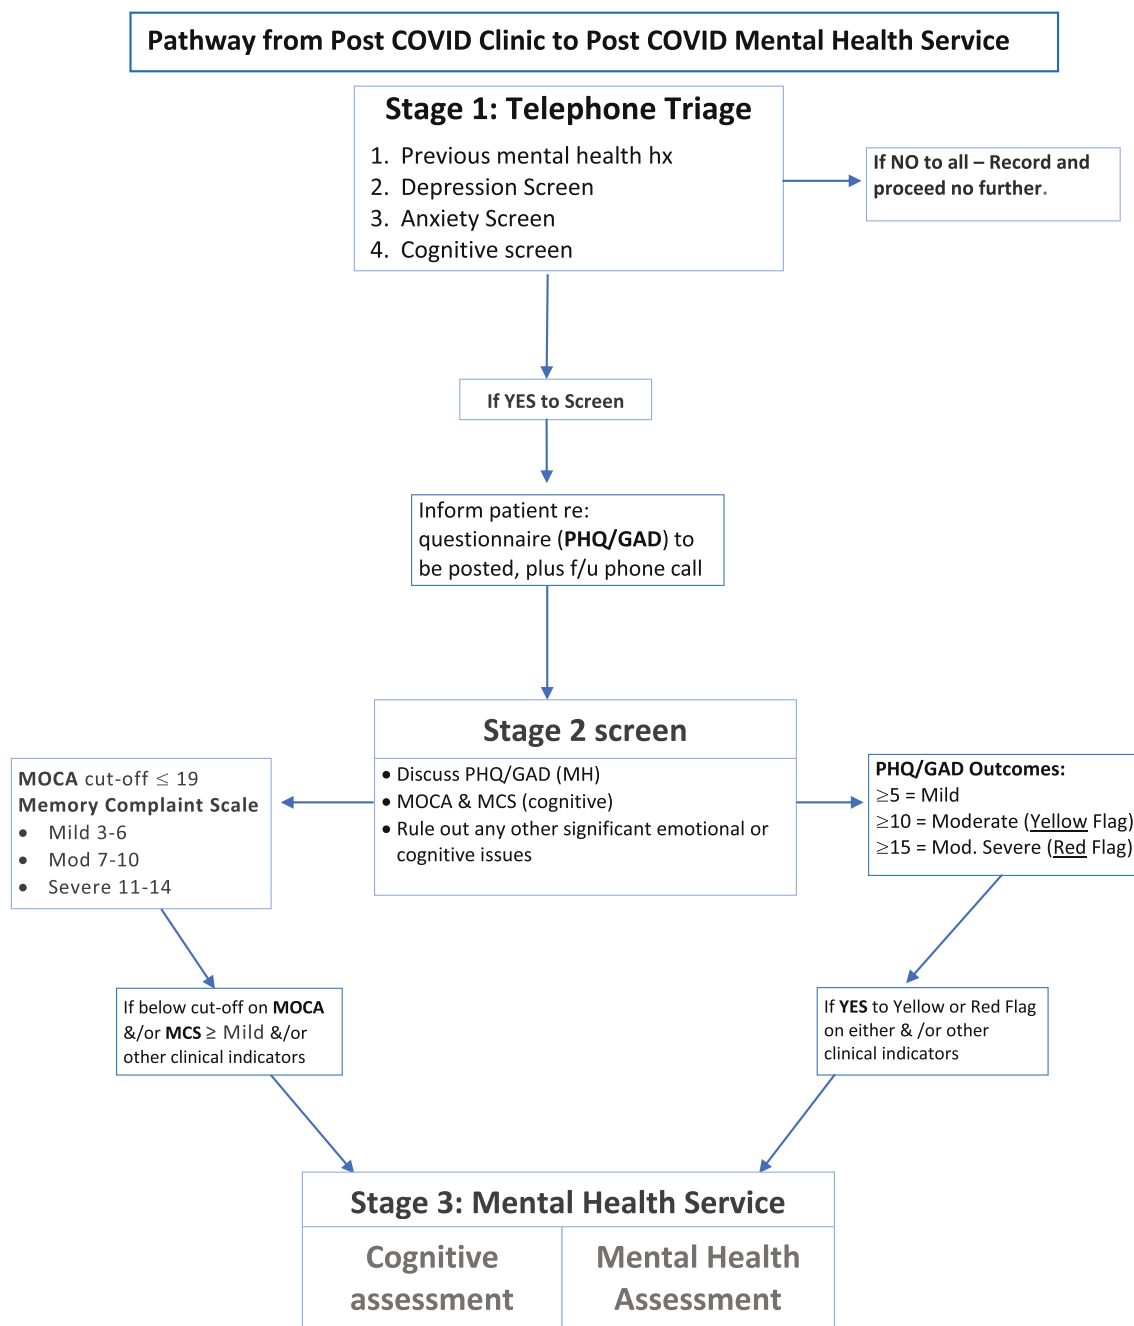 Pathway from Post COVID Clinic to Post COVID Mental Health Service
Stage 1: Telephone Triage
1. Previous mental health hx
2. Depression Screen
3. Anxiety Screen
4. Cognitive screen
If NO to all – Record and
proceed no further.
If YES to Screen
Inform patient re:
questionnaire (PHQ/GAD) to
be posted, plus f/u phone call
Stage 2 screen
• Discuss PHQ/GAD (MH)
• MOCA & MCS (cognitive)
• Rule out any other significant emotional or
cognitive issues
MOCA cut-off ≤ 19
Memory Complaint Scale
• Mild 3-6
• Mod 7-10
• Severe 11-14
PHQ/GAD Outcomes:
≥5 = Mild
≥10 = Moderate (Yellow Flag)
≥15 = Mod. Severe (Red Flag)
If below cut-off on MOCA
&/or MCS ≥ Mild &/or
other clinical indicators
If YES to Yellow or Red Flag
on either & /or other
clinical indicators
Stage 3: Mental Health Service
Cognitive
assessment
Mental Health
Assessment